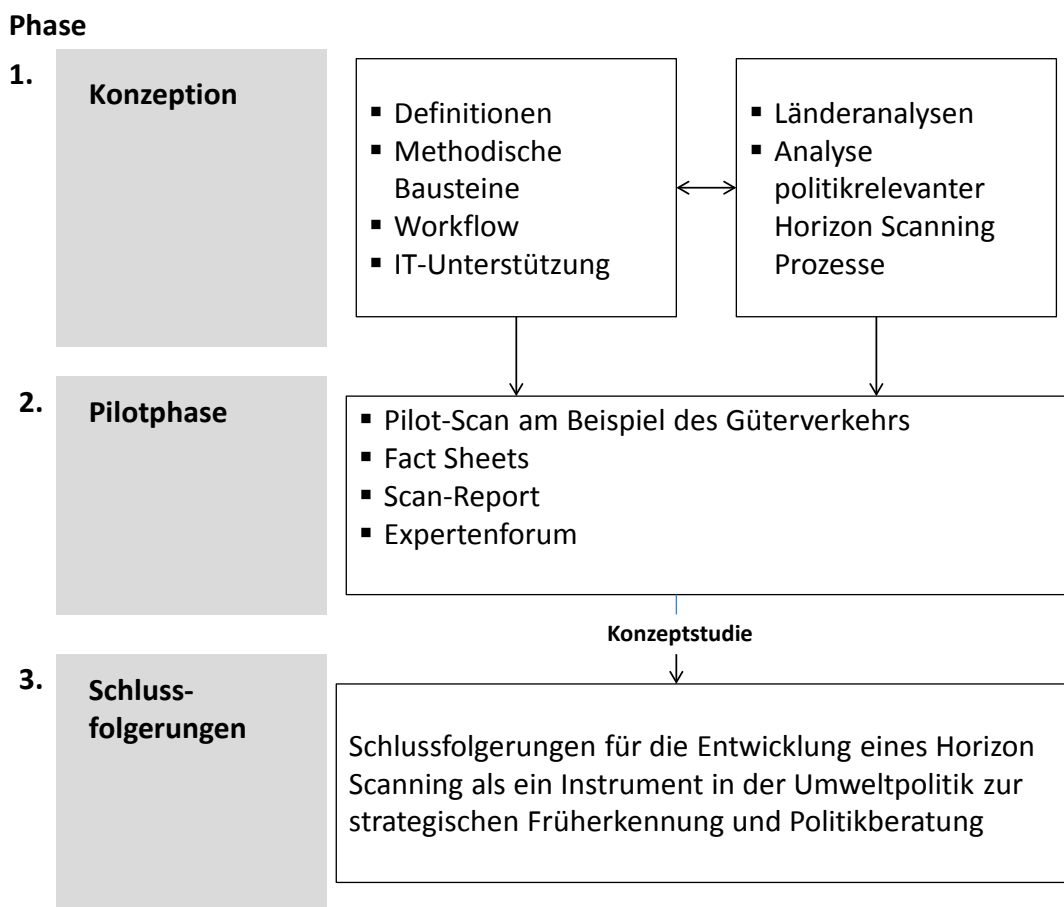 Phase
1.
Konzeption
▪ Definitionen
▪ Methodische
Bausteine
▪ Workflow
▪ IT-Unterstützung
▪ Länderanalysen
▪ Analyse
politikrelevanter
Horizon Scanning
Prozesse
2.
Pilotphase
▪ Pilot-Scan am Beispiel des Güterverkehrs
▪ Fact Sheets
▪ Scan-Report
▪ Expertenforum
Konzeptstudie
3.
Schluss-
folgerungen
Schlussfolgerungen für die Entwicklung eines Horizon
Scanning als ein Instrument in der Umweltpolitik zur
strategischen Früherkennung und Politikberatung